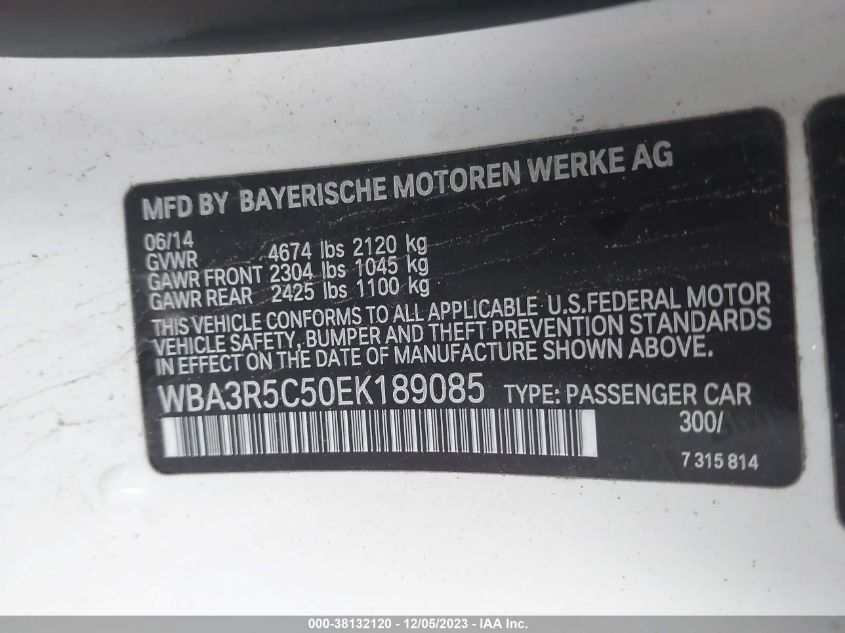 MFD BY BAYERISCHE MOTOREN WERKE AG
06/14
GVWR 4674 lbs 2120 kg
GAWR FRONT 2304 lbs 1045 kg
GAWR REAR 2425 lbs 1100 kg
THIS VEHICLE CONFORMS TO ALL APPLICABLE U.S.FEDERAL MOTOR
VEHICLE SAFETY, BUMPER AND THEFT PREVENTION STANDARDS
IN EFFECT ON THE DATE OF MANUFACTURE SHOWN ABOVE.
WBA3R5C50EK189085 TYPE: PASSENGER CAR
300/
7 315 814
000-38132120 - 12/05/2023 - IAA Inc.